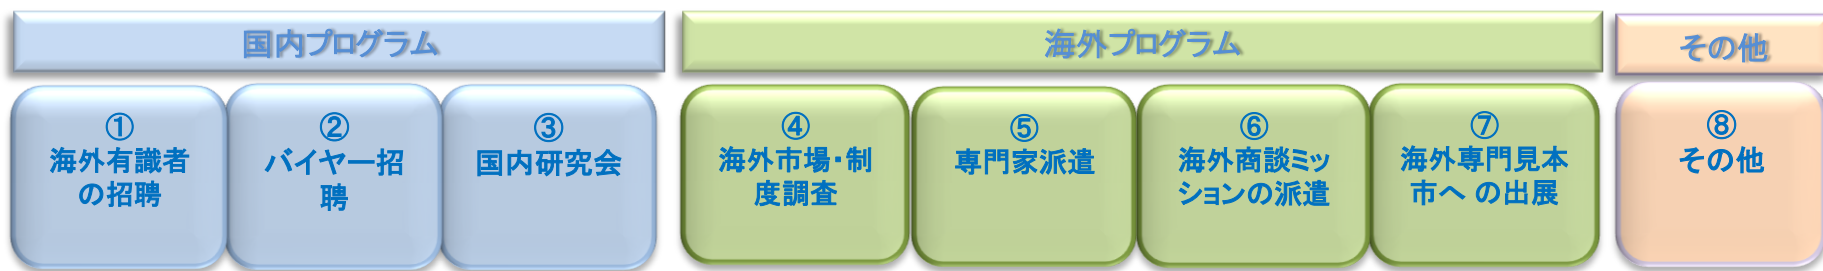 国内プログラム
海外プログラム
その他
①
海外有識者
の招聘
②
バイヤー招
聘
③
国内研究会
④
海外市場・制
度調査
⑤
専門家派遣
⑥
海外商談ミッ
ションの派遣
⑦
海外専門見本
市へ の出展
⑧
その他